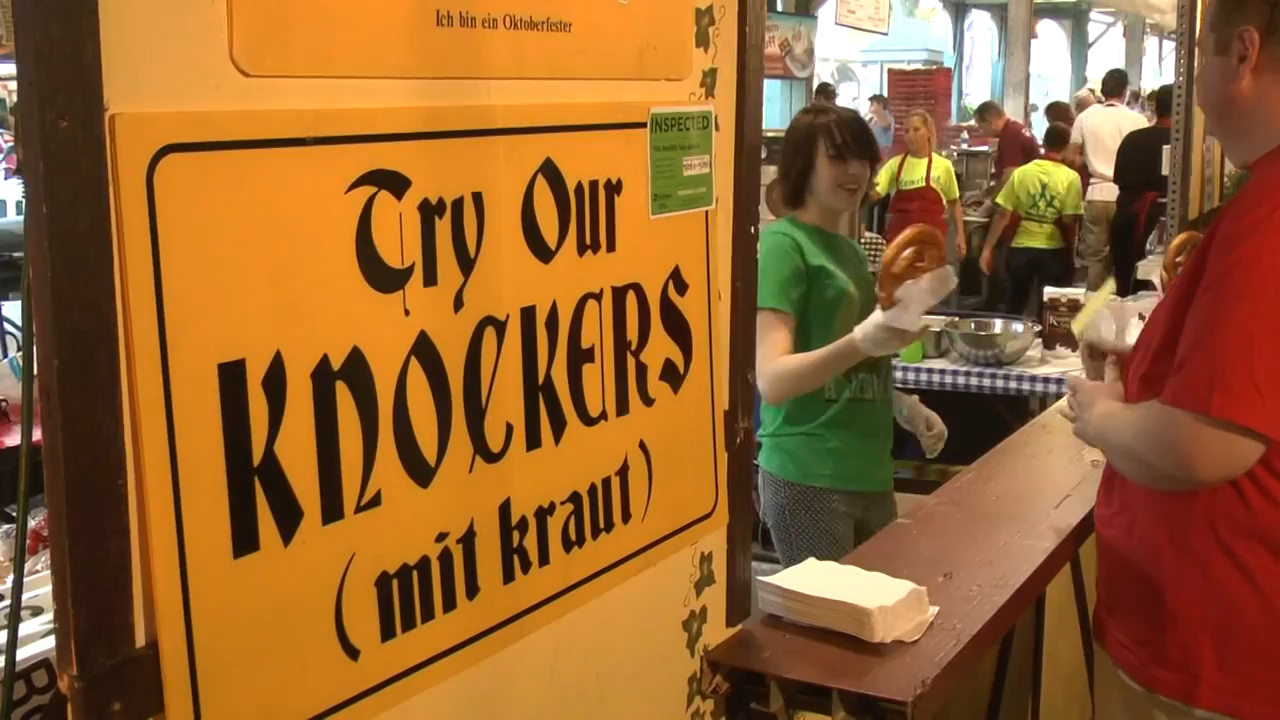 Ich bin ein Oktoberfester
INSPECTED
Try Our
KNOCKERS
(mit kraut)